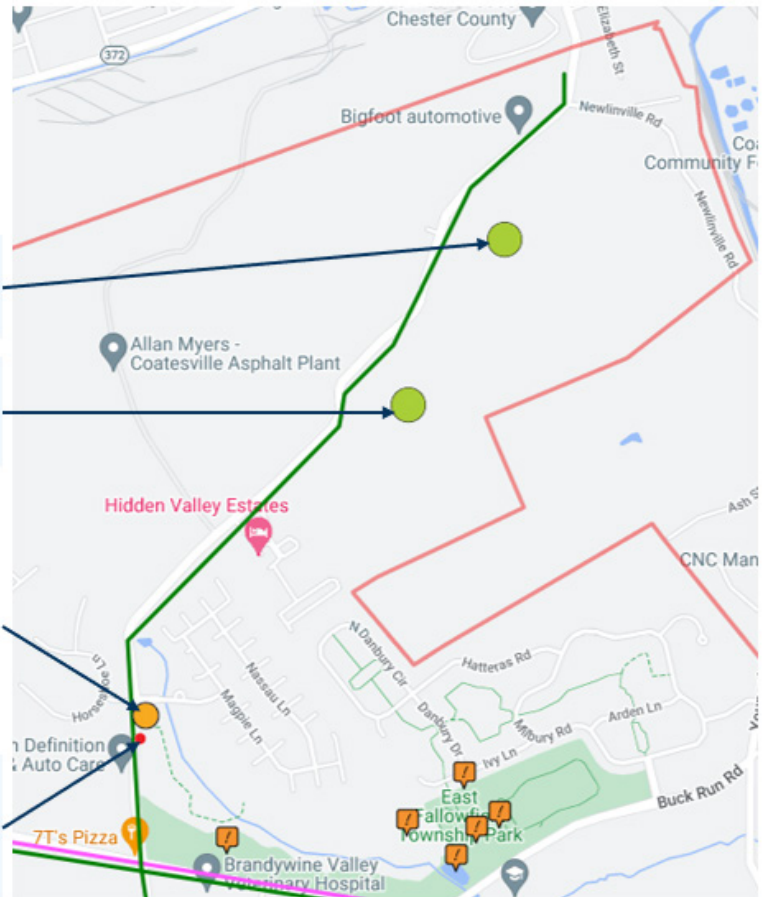 Chester County
372
Elizabeth St
Bigfoot automotive
Newlinville Rd
Community
Newlinville Rd
Allan Myers -
Coatesville Asphalt Plant
Hidden Valley Estates
Ash
CNC
N Danbury Cir
Hatteras Rd
Nassau Ln
Magpie Ln
Horseshoe Ln
Danbury Dr
Milbury Rd
Arden Ln
Ivy Ln
Definition
& Auto Care
Buck Run Rd
East
Fallowfield
Township Park
7T's Pizza
Brandywine Valley
Veterinary Hospital